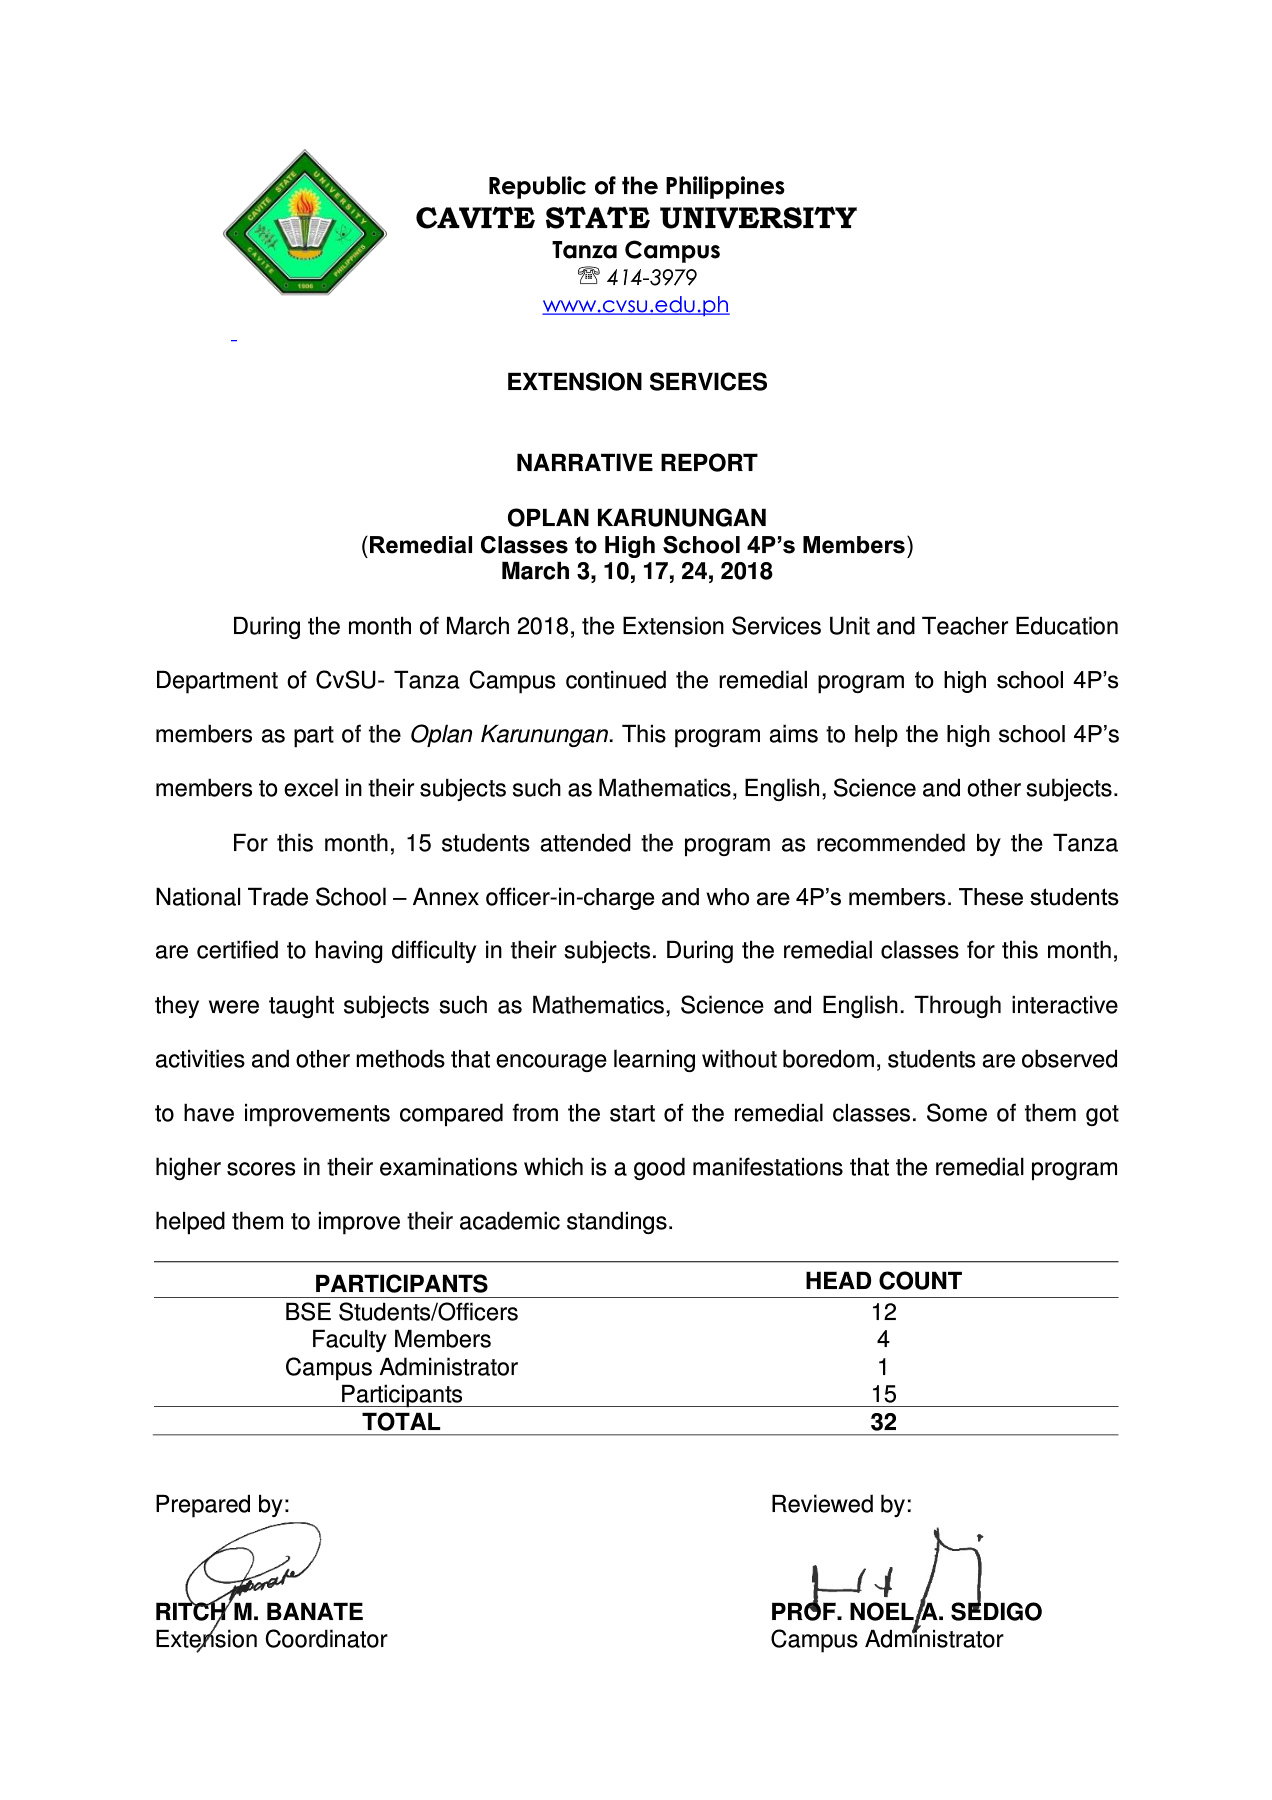 CAVITE STATE UNIVERSITY
CAVITE PHILIPPINES
1906
Republic of the Philippines
CAVITE STATE UNIVERSITY
Tanza Campus
☏ 414-3979
www.cvsu.edu.ph
EXTENSION SERVICES
NARRATIVE REPORT
OPLAN KARUNUNGAN
(Remedial Classes to High School 4P’s Members)
March 3, 10, 17, 24, 2018
During the month of March 2018, the Extension Services Unit and Teacher Education
Department of CvSU- Tanza Campus continued the remedial program to high school 4P’s
members as part of the Oplan Karunungan. This program aims to help the high school 4P’s
members to excel in their subjects such as Mathematics, English, Science and other subjects.
For this month, 15 students attended the program as recommended by the Tanza
National Trade School – Annex officer-in-charge and who are 4P’s members. These students
are certified to having difficulty in their subjects. During the remedial classes for this month,
they were taught subjects such as Mathematics, Science and English. Through interactive
activities and other methods that encourage learning without boredom, students are observed
to have improvements compared from the start of the remedial classes. Some of them got
higher scores in their examinations which is a good manifestations that the remedial program
helped them to improve their academic standings.
PARTICIPANTS HEAD COUNT
BSE Students/Officers 12
Faculty Members 4
Campus Administrator 1
Participants 15
TOTAL 32
Prepared by: Reviewed by:
RITCH M. BANATE PROF. NOEL A. SEDIGO
Extension Coordinator Campus Administrator